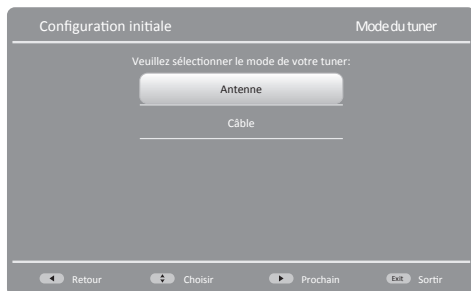 Configuration initiale Mode du tuner
Veuillez sélectionner le mode de votre tuner:
Antenne
Câble
Retour Choisir Prochain Exit Sortir